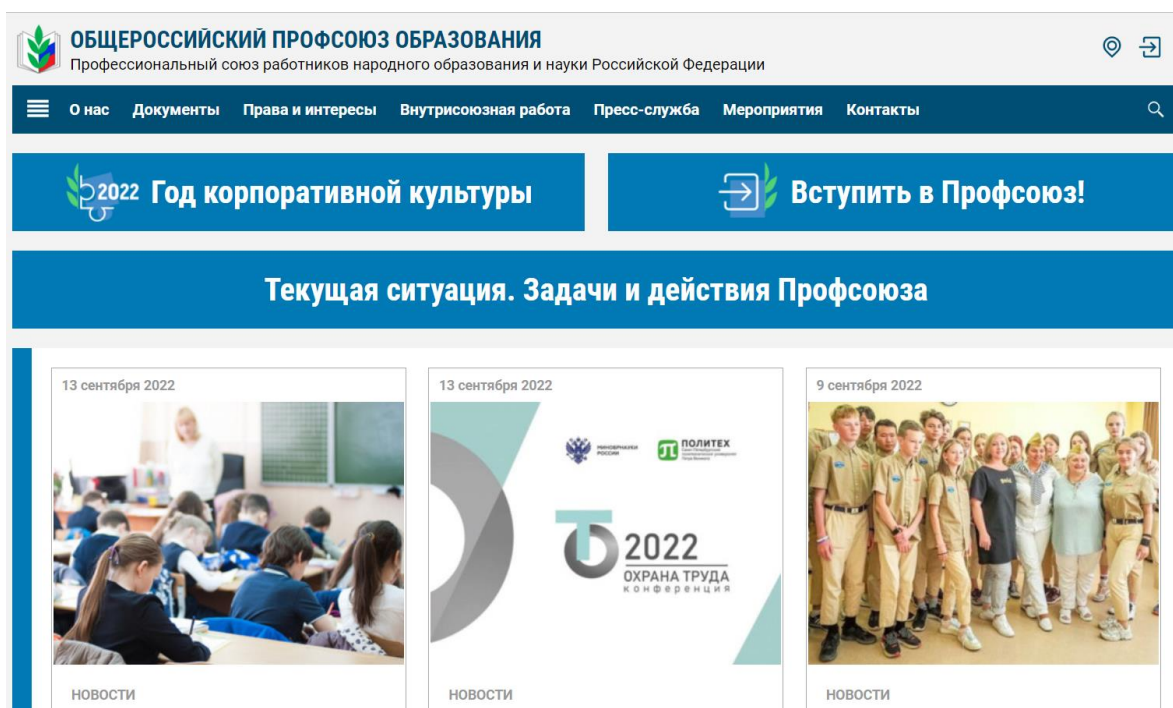 ОБЩЕРОССИЙСКИЙ ПРОФСОЮЗ ОБРАЗОВАНИЯ
Профессиональный союз работников народного образования и науки Российской Федерации
О нас Документы Права и интересы Внутрисоюзная работа Пресс-служба Мероприятия Контакты
2022 Год корпоративной культуры
Вступить в Профсоюз!
Текущая ситуация. Задачи и действия Профсоюза
13 сентября 2022
НОВОСТИ
13 сентября 2022
МИНОБРНАУКИ
РОССИИ
ПОЛИТЕХ
2022
ОХРАНА ТРУДА
конференция
НОВОСТИ
9 сентября 2022
НОВОСТИ